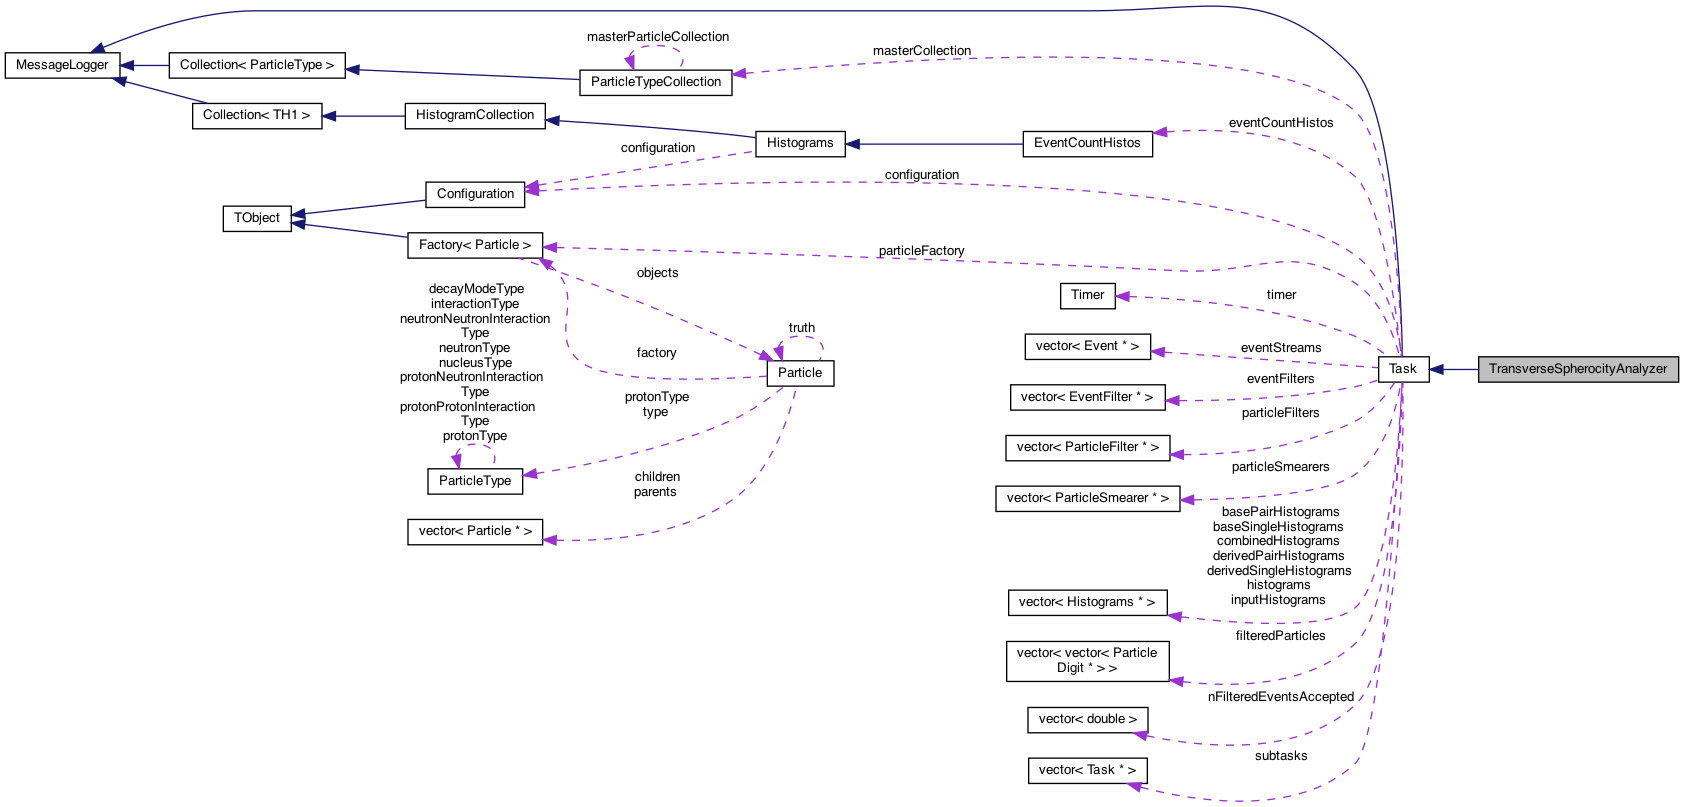 masterParticleCollection
masterCollection
MessageLogger
Collection< ParticleType >
ParticleTypeCollection
Collection< TH1 >
HistogramCollection
eventCountHistos
Histograms
EventCountHistos
configuration
configuration
Configuration
TObject
Factory< Particle >
particleFactory
objects
decayModeType
interactionType
neutronNeutronInteraction
Type
neutronType
nucleusType
protonNeutronInteraction
Type
protonProtonInteraction
Type
protonType
Timer
timer
truth
factory
Particle
vector< Event * >
eventStreams
Task
TransverseSpherocityAnalyzer
eventFilters
vector< EventFilter * >
protonType
type
particleFilters
vector< ParticleFilter * >
particleSmearers
ParticleType
children
parents
vector< ParticleSmearer * >
vector< Particle * >
basePairHistograms
baseSingleHistograms
combinedHistograms
derivedPairHistograms
derivedSingleHistograms
histograms
inputHistograms
vector< Histograms * >
filteredParticles
vector< vector< Particle
Digit * > >
nFilteredEventsAccepted
vector< double >
subtasks
vector< Task * >